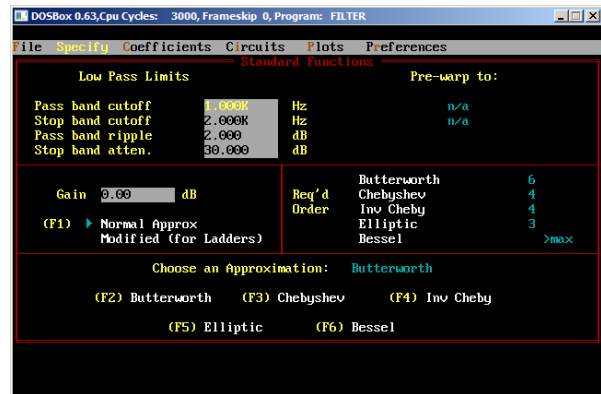 DOSBox 0.63,Cpu Cycles: 3000, Frameskip 0, Program: FILTER
File Specify Coefficients Circuits Plots Preferences
Standard Functions
Low Pass Limits Pre-warp to:
Pass band cutoff 1.000K Hz n/a
Stop band cutoff 2.000K Hz n/a
Pass band ripple 2.000 dB
Stop band atten. 30.000 dB
Butterworth 6
Gain 0.00 dB Req'd Chebyshev 4
Order Inv Cheby 4
(F1) Normal Approx Elliptic 3
Modified (for Ladders) Bessel >max
Choose an Approximation: Butterworth
(F2) Butterworth (F3) Chebyshev (F4) Inv Cheby
(F5) Elliptic (F6) Bessel